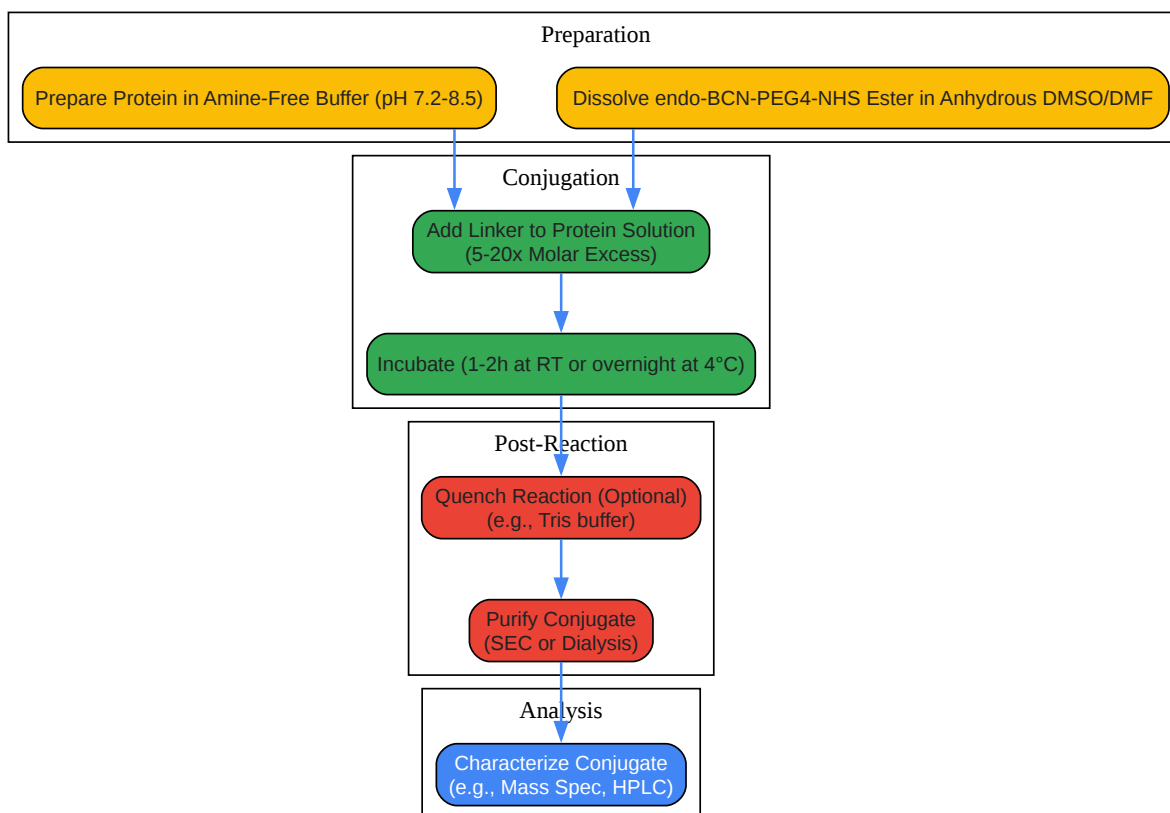 Preparation
Prepare Protein in Amine-Free Buffer (pH 7.2-8.5)
Dissolve endo-BCN-PEG4-NHS Ester in Anhydrous DMSO/DMF
Conjugation
Add Linker to Protein Solution
(5-20x Molar Excess)
Incubate (1-2h at RT or overnight at 4°C)
Post-Reaction
Quench Reaction (Optional)
(e.g., Tris buffer)
Purify Conjugate
(SEC or Dialysis)
Analysis
Characterize Conjugate
(e.g., Mass Spec, HPLC)